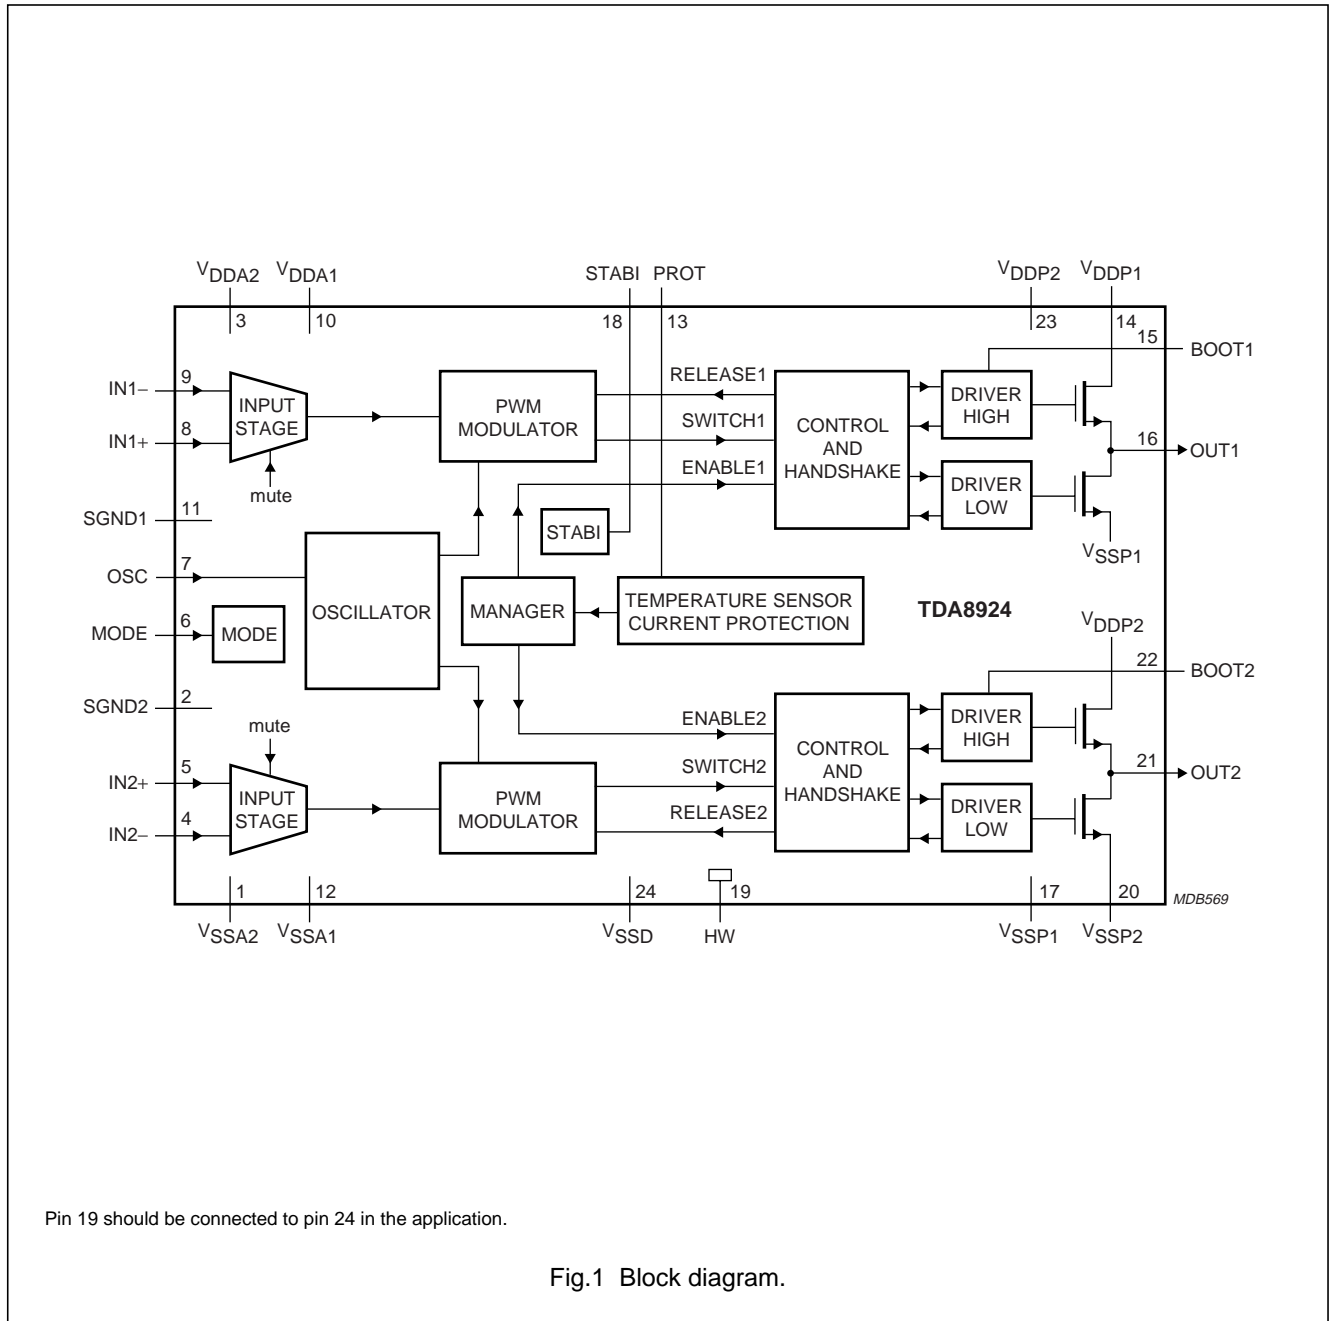 VDDA2 VDDA1 STABI PROT VDDP2 VDDP1
3 10 18 13 23 14
15 BOOT1
IN1− 9
INPUT
STAGE
IN1+ 8
mute
PWM
MODULATOR
RELEASE1
SWITCH1
ENABLE1
CONTROL
AND
HANDSHAKE
DRIVER
HIGH
DRIVER
LOW
16 OUT1
VSSP1
SGND1 11
OSC 7
MODE 6
MODE
SGND2 2
OSCILLATOR
STABI
MANAGER
TEMPERATURE SENSOR
CURRENT PROTECTION
TDA8924
VDDP2
22 BOOT2
mute
IN2+ 5
INPUT
STAGE
IN2− 4
PWM
MODULATOR
ENABLE2
SWITCH2
RELEASE2
CONTROL
AND
HANDSHAKE
DRIVER
HIGH
DRIVER
LOW
21 OUT2
1 12 24 19 17 20
MDB569
VSSA2 VSSA1 VSSD HW VSSP1 VSSP2
Pin 19 should be connected to pin 24 in the application.
Fig.1 Block diagram.